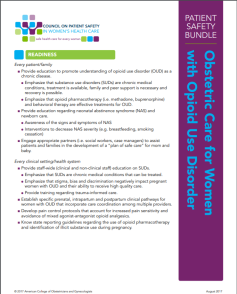 COUNCIL ON PATIENT SAFETY
IN WOMEN'S HEALTH CARE
safe health care for every woman
PATIENT
SAFETY
BUNDLE
READINESS
Every patient/family
Provide education to promote understanding of opioid use disorder (OUD) as a
chronic disease.
Emphasize that substance use disorders (SUDs) are chronic medical
conditions, treatment is available, family and peer support is necessary and
recovery is possible.
Emphasize that opioid pharmacotherapy (i.e. methadone, buprenorphine)
and behavioral therapy are effective treatments for OUD.
Provide education regarding neonatal abstinence syndrome (NAS) and
newborn care.
Awareness of the signs and symptoms of NAS
Interventions to decrease NAS severity (e.g. breastfeeding, smoking
cessation)
Engage appropriate partners (i.e. social workers, case managers) to assist
patients and families in the development of a "plan of safe care" for mom and
baby.
Every clinical setting/health system
Provide staff-wide (clinical and non-clinical staff) education on SUDs.
Emphasize that SUDs are chronic medical conditions that can be treated.
Emphasize that stigma, bias and discrimination negatively impact pregnant
women with OUD and their ability to receive high quality care.
Provide training regarding trauma-informed care.
Establish specific prenatal, intrapartum and postpartum clinical pathways for
women with OUD that incorporate care coordination among multiple providers.
Develop pain control protocols that account for increased pain sensitivity and
avoidance of mixed agonist-antagonist opioid analgesics.
Know state reporting guidelines regarding the use of opioid pharmacotherapy
and identification of illicit substance use during pregnancy.
Obstetric Care for Women
with Opioid Use Disorder
©2017 American College of Obstetricians and Gynecologists
August 2017